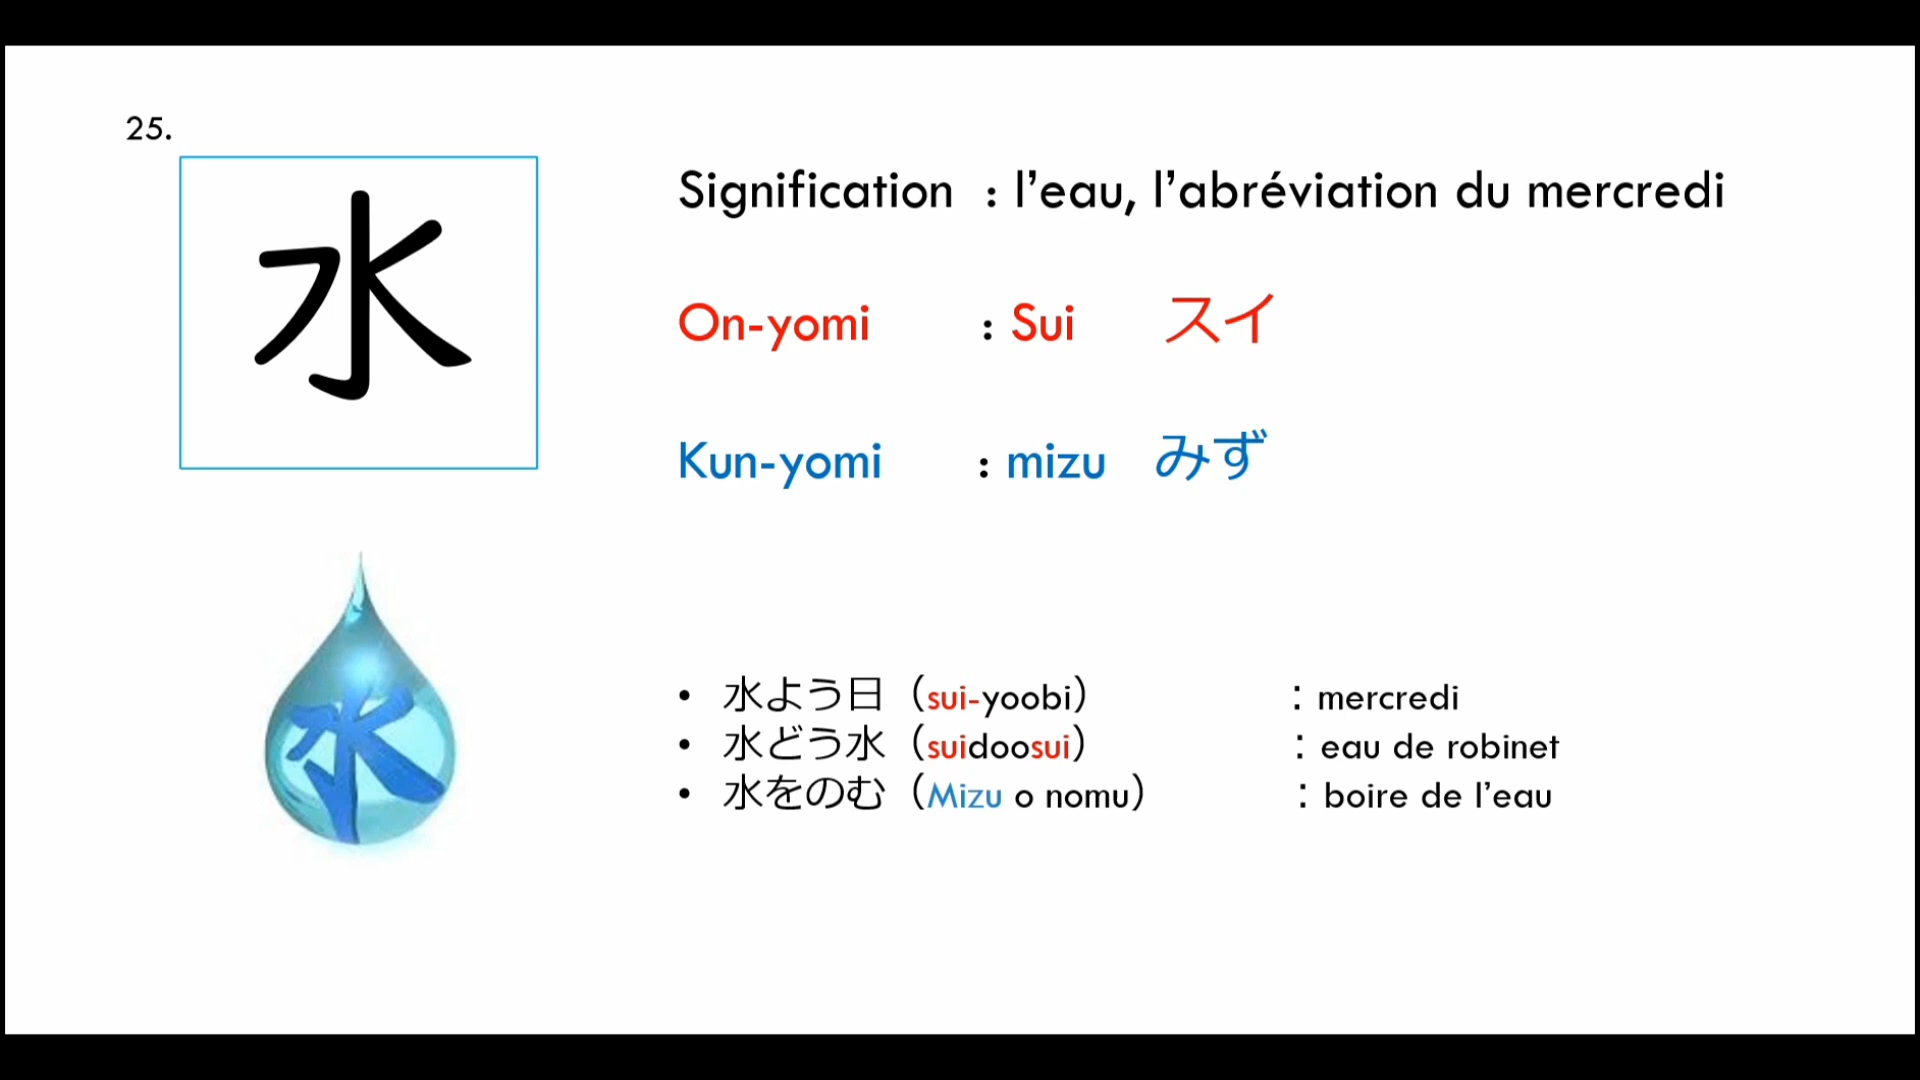 25.
水
Signification : l’eau, l’abréviation du mercredi
On-yomi : Sui スイ
Kun-yomi : mizu みず
水
• 水よう日（sui-yoobi） : mercredi
• 水どう水（suidoosui） : eau de robinet
• 水をのむ（Mizu o nomu） : boire de l’eau